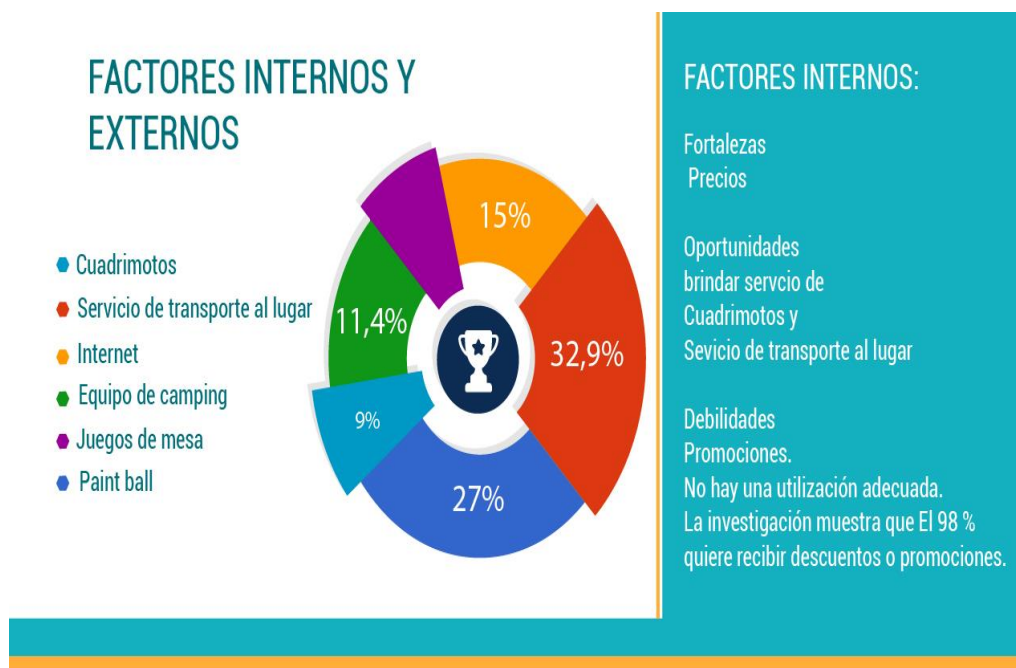 FACTORES INTERNOS Y
EXTERNOS
Cuadrimotos
Servicio de transporte al lugar
Internet
Equipo de camping
Juegos de mesa
Paint ball
15%
32,9%
11,4%
9%
27%
FACTORES INTERNOS:
Fortalezas
Precios
Oportunidades
brindar servcio de
Cuadrimotos y
Sevicio de transporte al lugar
Debilidades
Promociones.
No hay una utilización adecuada.
La investigación muestra que El 98 %
quiere recibir descuentos o promociones.